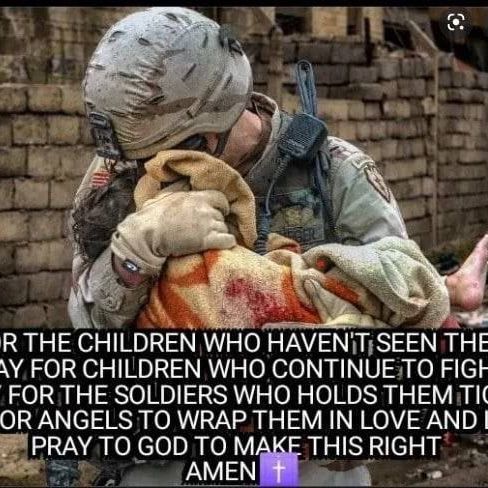 THE CHILDREN WHO HAVEN'T SEEN THE
FOR CHILDREN WHO CONTINUE TO
FOR THE SOLDIERS WHO HOLDS THEM
ANGELS TO WRAP THEM IN LOVE AND
PRAY TO GOD TO MAKE THIS RIGHT
AMEN ✝️